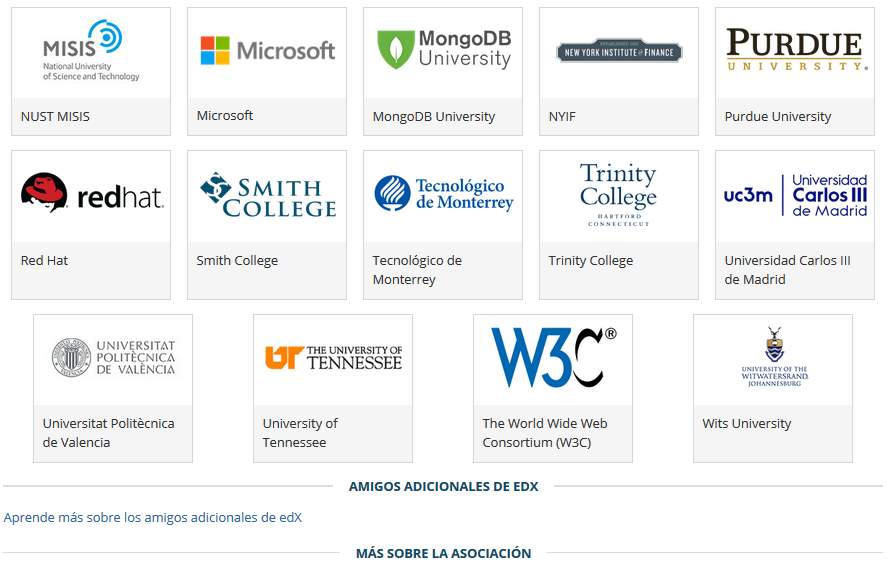 MISIS
National University
of Science and Technology
NUST MISIS
Microsoft
Microsoft
MongoDB
University
MongoDB University
ESTABLISHED 1922
NEW YORK INSTITUTE of FINANCE
NYIF
PURDUE
UNIVERSITY.
Purdue University
redhat.
Red Hat
SMITH
COLLEGE
Smith College
Tecnológico
de Monterrey
Tecnológico de
Monterrey
Trinity
College
HARTFORD
CONNECTICUT
Trinity College
uc3m
Universidad
Carlos III
de Madrid
Universidad Carlos III
de Madrid
UNIVERSITAT
POLITÈCNICA
DE VALÈNCIA
Universitat Politècnica
de Valencia
UT
THE UNIVERSITY OF
TENNESSEE
University of
Tennessee
W3C®
The World Wide Web
Consortium (W3C)
UNIVERSITY OF THE
WITWATERSRAND,
JOHANNESBURG
Wits University
AMIGOS ADICIONALES DE EDX
Aprende más sobre los amigos adicionales de edX
MÁS SOBRE LA ASOCIACIÓN